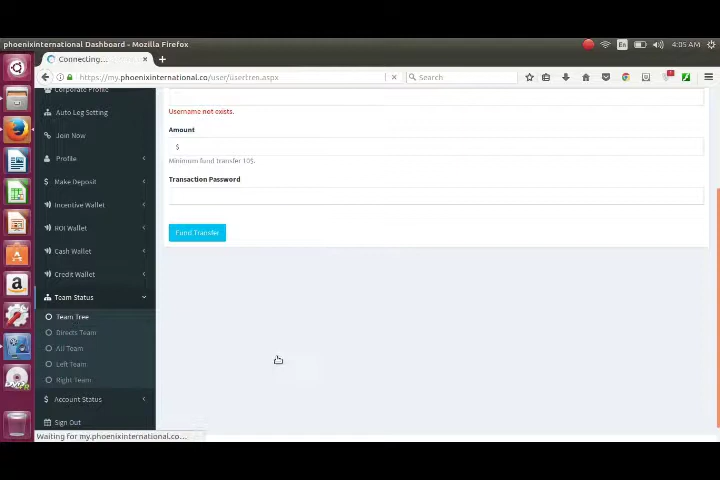 phoenixinternational Dashboard - Mozilla Firefox
En
4:05 AM
Connecting...
https://my.phoenixinternational.co/user/usertren.aspx
Search
Corporate Profile
Auto Leg Setting
Join Now
Profile
Make Deposit
Incentive Wallet
ROI Wallet
Cash Wallet
Credit Wallet
Team Status
Team Tree
Directs Team
All Team
Left Team
Right Team
$ Account Status
Sign Out
Username not exists.
Amount
$
Minimum fund transfer 10$.
Transaction Password
Fund Transfer
Waiting for my.phoenixinternational.co...